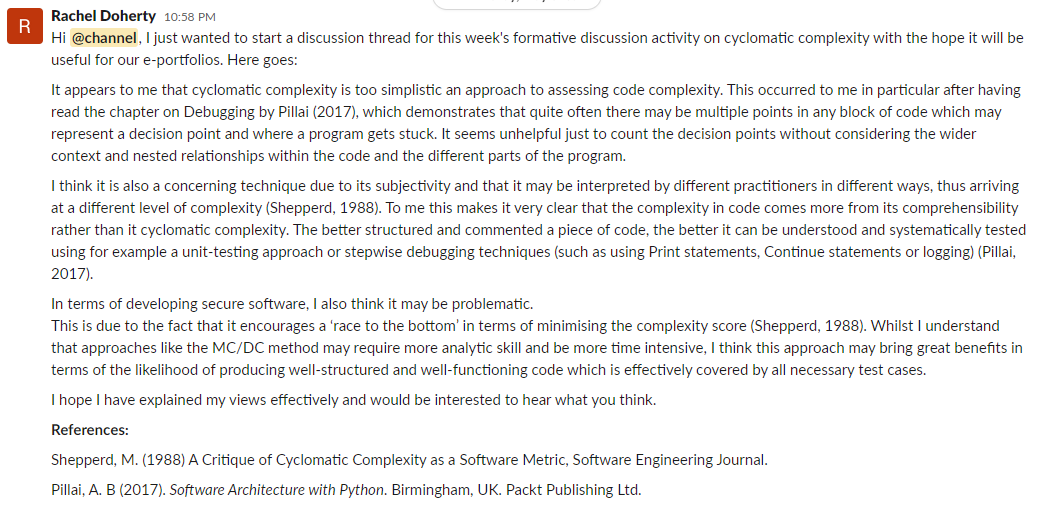 R
Rachel Doherty 10:58 PM
Hi @channel, I just wanted to start a discussion thread for this week's formative discussion activity on cyclomatic complexity with the hope it will be
useful for our e-portfolios. Here goes:
It appears to me that cyclomatic complexity is too simplistic an approach to assessing code complexity. This occurred to me in particular after having
read the chapter on Debugging by Pillai (2017), which demonstrates that quite often there may be multiple points in any block of code which may
represent a decision point and where a program gets stuck. It seems unhelpful just to count the decision points without considering the wider
context and nested relationships within the code and the different parts of the program.
I think it is also a concerning technique due to its subjectivity and that it may be interpreted by different practitioners in different ways, thus arriving
at a different level of complexity (Shepperd, 1988). To me this makes it very clear that the complexity in code comes more from its comprehensibility
rather than it cyclomatic complexity. The better structured and commented a piece of code, the better it can be understood and systematically tested
using for example a unit-testing approach or stepwise debugging techniques (such as using Print statements, Continue statements or logging) (Pillai,
2017).
In terms of developing secure software, I also think it may be problematic.
This is due to the fact that it encourages a 'race to the bottom' in terms of minimising the complexity score (Shepperd, 1988). Whilst I understand
that approaches like the MC/DC method may require more analytic skill and be more time intensive, I think this approach may bring great benefits in
terms of the likelihood of producing well-structured and well-functioning code which is effectively covered by all necessary test cases.
I hope I have explained my views effectively and would be interested to hear what you think.
References:
Shepperd, M. (1988) A Critique of Cyclomatic Complexity as a Software Metric, Software Engineering Journal.
Pillai, A. B (2017). Software Architecture with Python. Birmingham, UK. Packt Publishing Ltd.